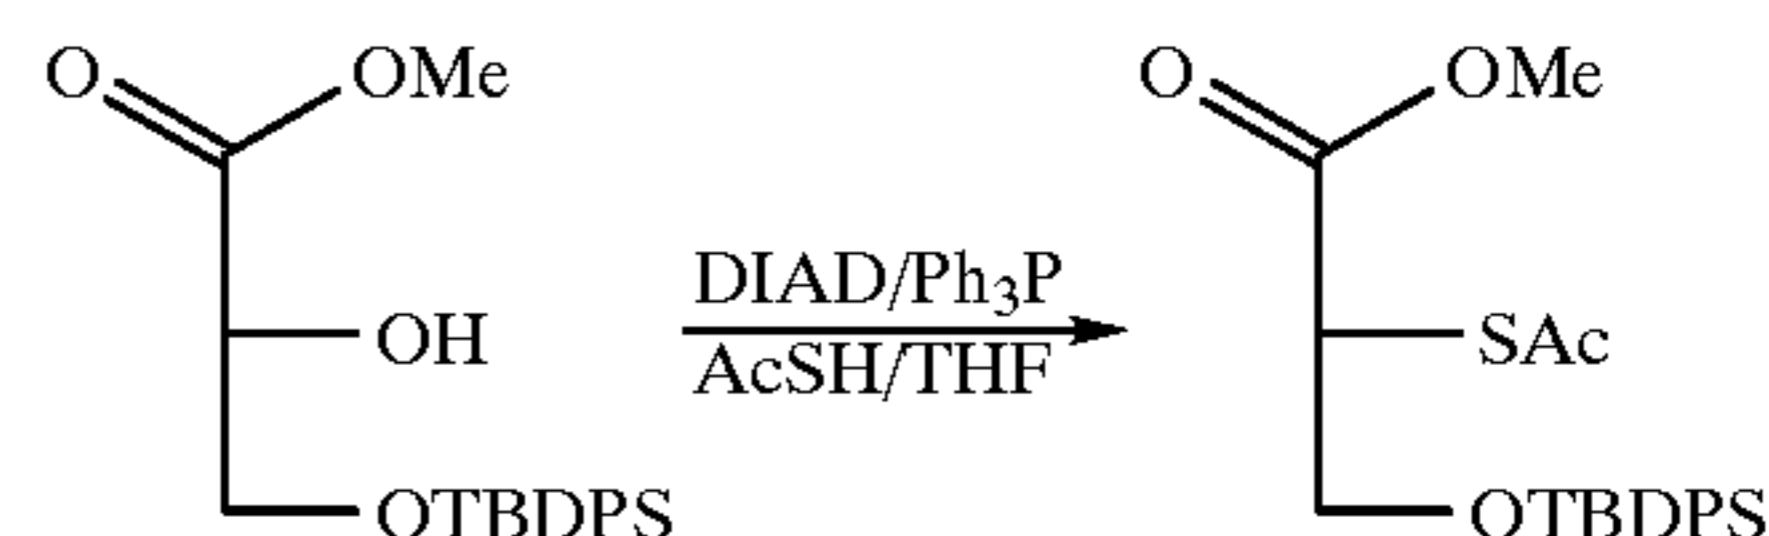 O OMe
OH
OTBDPS
DIAD/Ph₃P
AcSH/THF
O OMe
SAc
OTBDPS